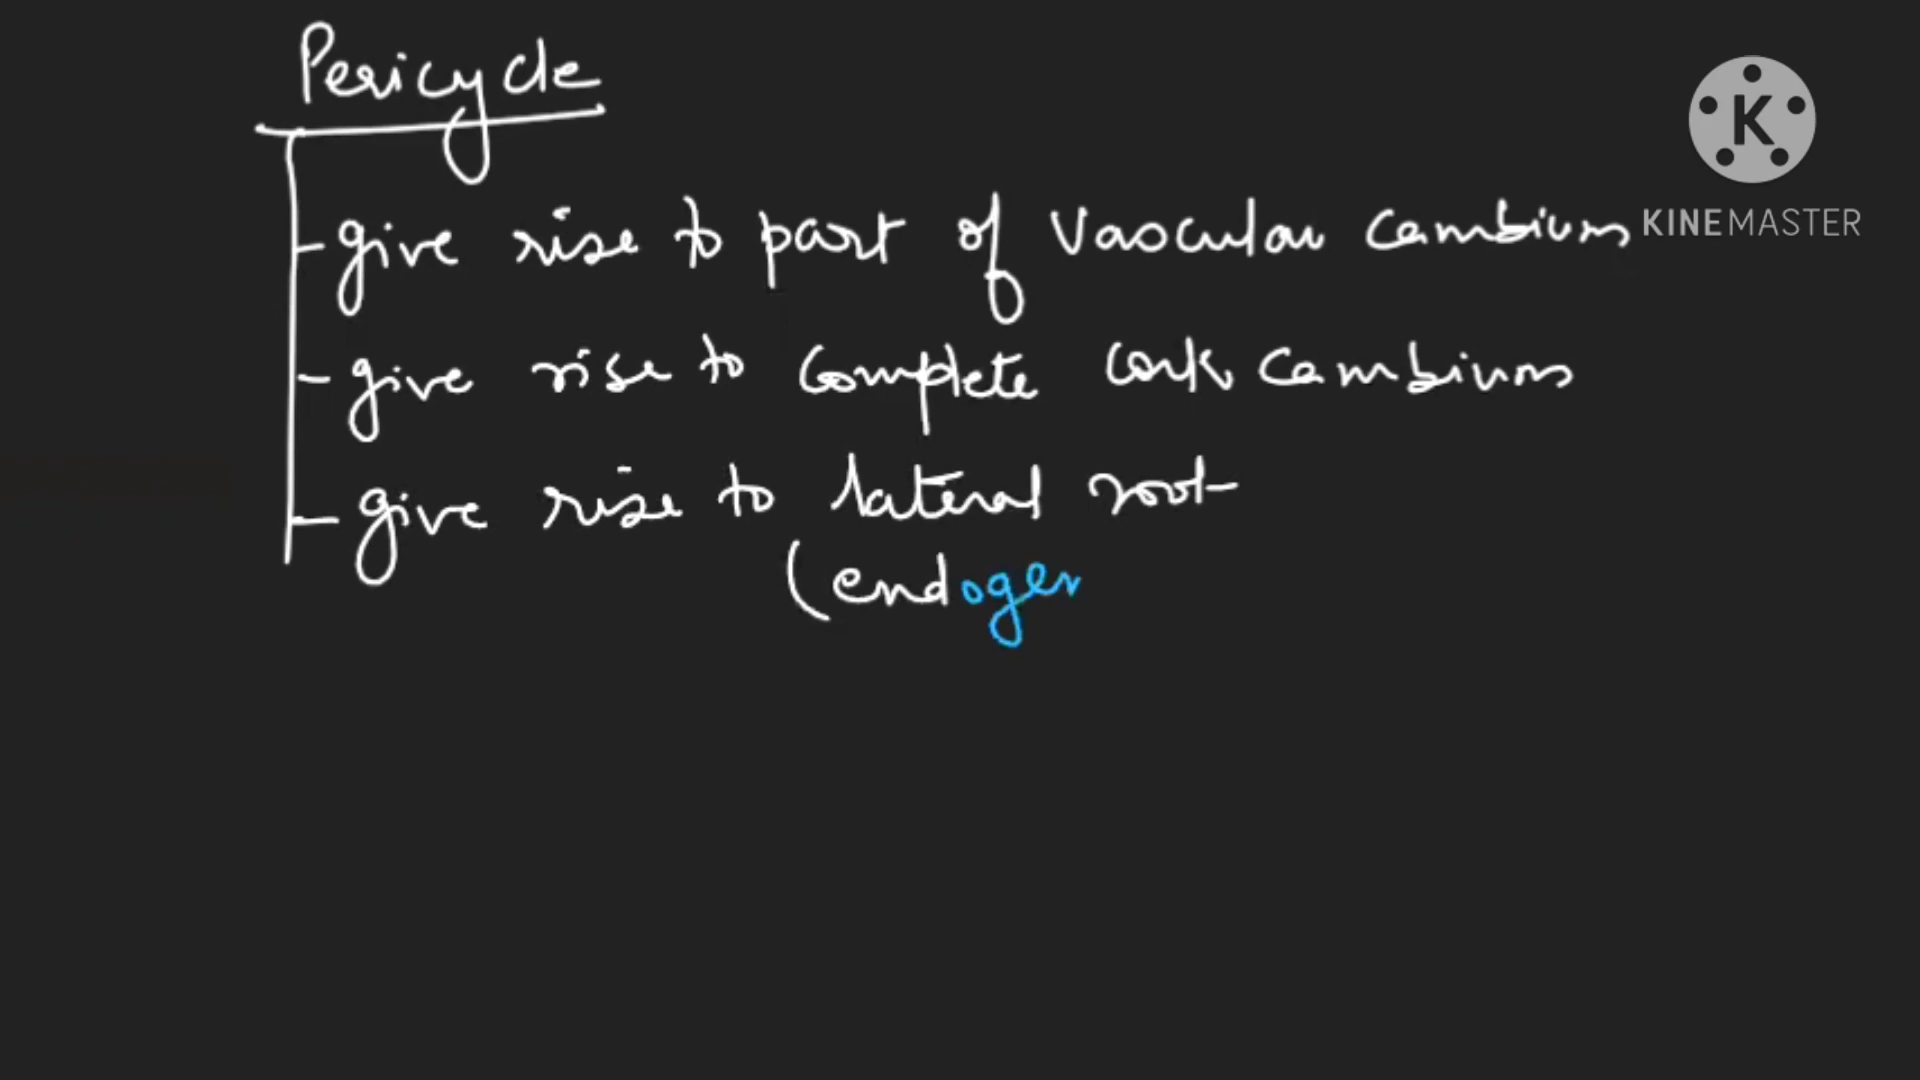 Pericycle
K
KINEMASTER
- give rise to part of Vascular Cambium
- give rise to Complete Cork Cambium
- give rise to lateral root
(endogen